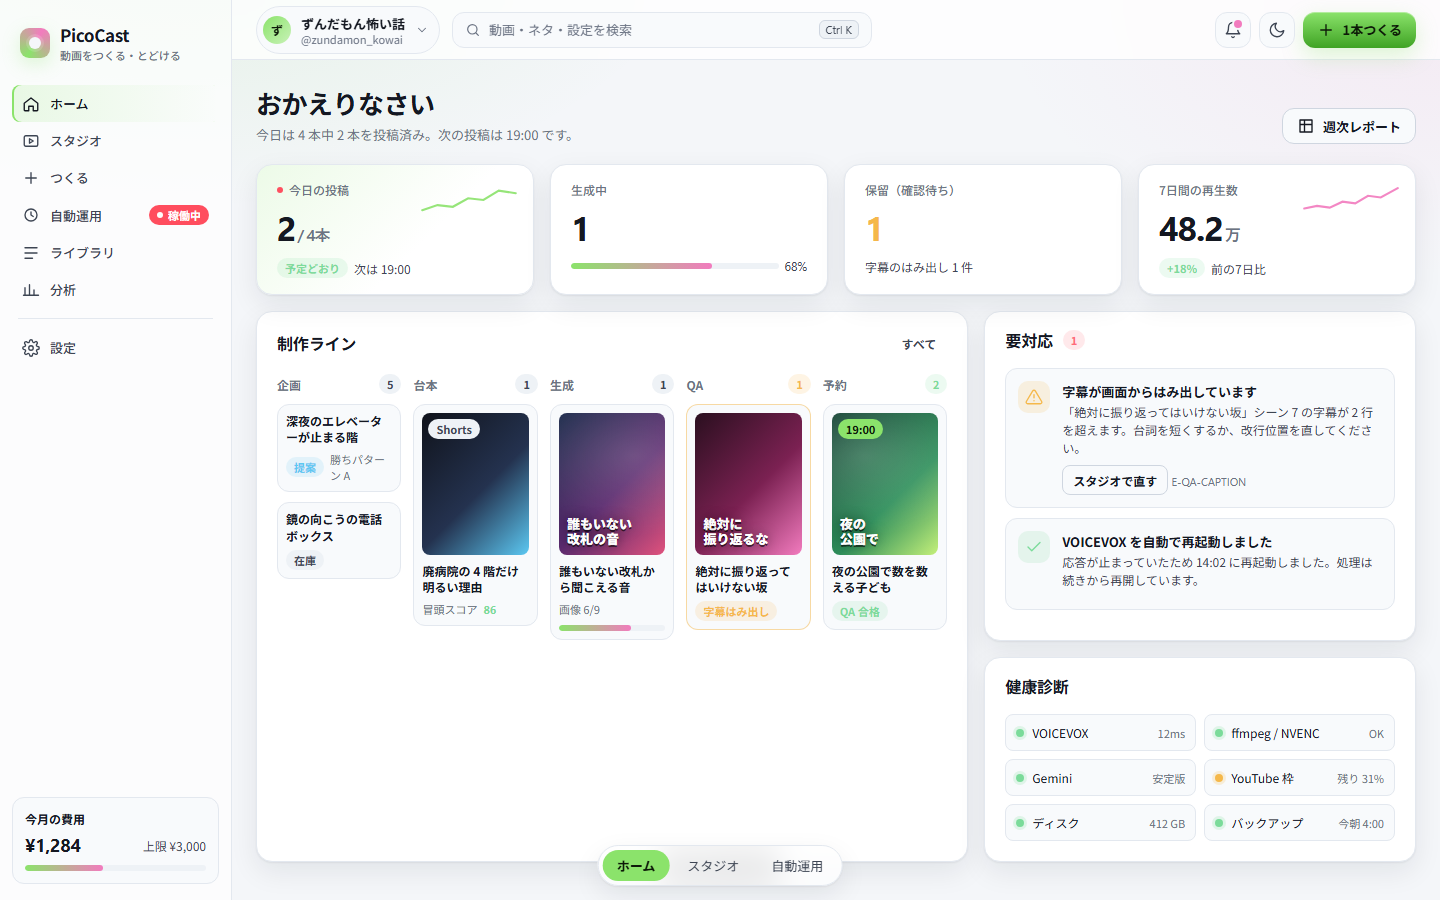 PicoCast
動画をつくる・とどける
ホーム
スタジオ
つくる
自動運用
稼働中
ライブラリ
分析
設定
今月の費用
¥1,284
上限 ¥3,000
ず
ずんだもん怖い話
@zundamon_kowai
動画・ネタ・設定を検索
Ctrl K
1本つくる
おかえりなさい
今日は 4 本中 2 本を投稿済み。次の投稿は 19:00 です。
週次レポート
今日の投稿
2 / 4本
予定どおり 次は 19:00
生成中
1
68%
保留（確認待ち）
1
字幕のはみ出し 1 件
7日間の再生数
48.2万
+18% 前の7日比
制作ライン
すべて
企画 5
深夜のエレベータ
ーが止まる階
提案
勝ちパター
ン A
鏡の向こうの電話
ボックス
在庫
台本 1
Shorts
廃病院の 4 階だけ
明るい理由
冒頭スコア 86
生成 1
誰もいない
改札の音
誰もいない改札か
ら聞こえる音
画像 6/9
QA 1
絶対に
振り返るな
絶対に振り返って
はいけない坂
字幕はみ出し
予約 2
19:00
夜の
公園で
夜の公園で数を数
える子ども
QA 合格
要対応 1
字幕が画面からはみ出しています
「絶対に振り返ってはいけない坂」シーン 7 の字幕が 2 行
を超えます。台詞を短くするか、改行位置を直してくださ
い。
スタジオで直す E-QA-CAPTION
VOICEVOX を自動で再起動しました
応答が止まっていたため 14:02 に再起動しました。処理は
続きから再開しています。
健康診断
VOICEVOX 12ms
ffmpeg / NVENC OK
Gemini 安定版
YouTube 枠 残り 31%
ディスク 412 GB
バックアップ 今朝 4:00
ホーム スタジオ 自動運用